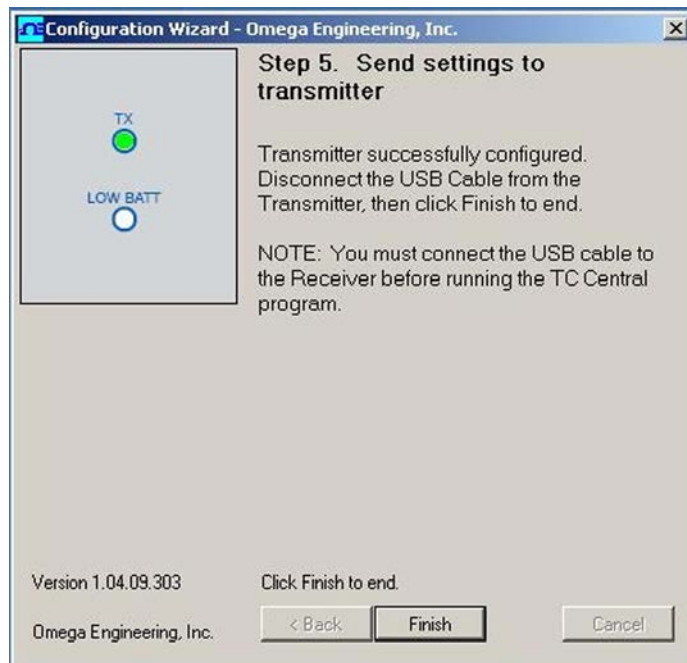 Configuration Wizard - Omega Engineering, Inc.
Step 5. Send settings to
transmitter
TX
LOW BATT
Transmitter successfully configured.
Disconnect the USB Cable from the
Transmitter, then click Finish to end.
NOTE: You must connect the USB cable to
the Receiver before running the TC Central
program.
Version 1.04.09.303
Click Finish to end.
Omega Engineering, Inc.
< Back
Finish
Cancel